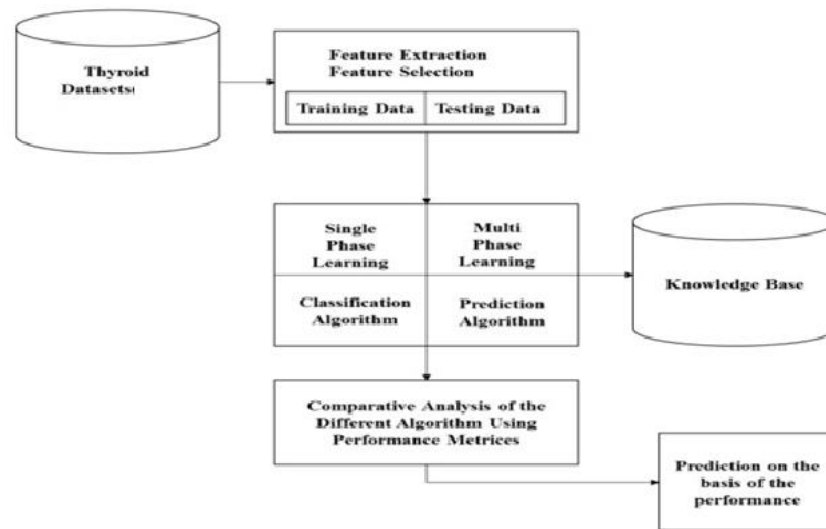 Thyroid
Datasets
Feature Extraction
Feature Selection
Training Data
Testing Data
Single
Phase
Learning
Multi
Phase
Learning
Classification
Algorithm
Prediction
Algorithm
Knowledge Base
Comparative Analysis of the
Different Algorithm Using
Performance Metrices
Prediction on the
basis of the
performance